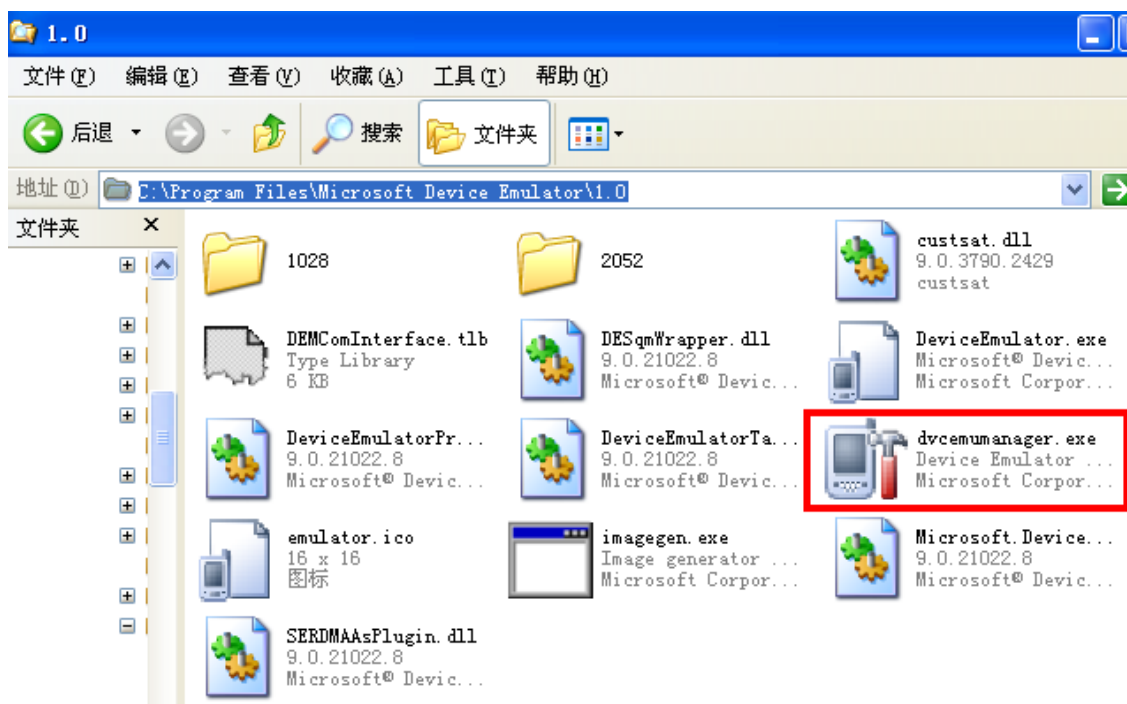 1.0
文件(F) 编辑(E) 查看(V) 收藏(A) 工具(T) 帮助(H)
后退 搜索 文件夹
地址(D) C:\Program Files\Microsoft Device Emulator\1.0
文件夹 X
1028
2052
custsat.dll
9.0.3790.2429
custsat
DEMComInterface.tlb
Type Library
6 KB
DESqmWrapper.dll
9.0.21022.8
Microsoft® Devic...
DeviceEmulator.exe
Microsoft® Devic...
Microsoft Corpor...
DeviceEmulatorPr...
9.0.21022.8
Microsoft® Devic...
DeviceEmulatorTa...
9.0.21022.8
Microsoft® Devic...
dvcemumanager.exe
Device Emulator ...
Microsoft Corpor...
emulator.ico
16 x 16
图标
imagegen.exe
Image generator ...
Microsoft Corpor...
Microsoft.Device...
9.0.21022.8
Microsoft® Devic...
SERDMAAsPlugin.dll
9.0.21022.8
Microsoft® Devic...